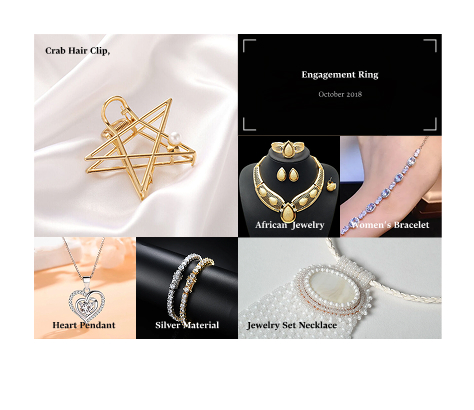 Crab Hair Clip,
Engagement Ring
October 2018
African Jewelry
Women's Bracelet
Heart Pendant
Silver Material
Jewelry Set Necklace